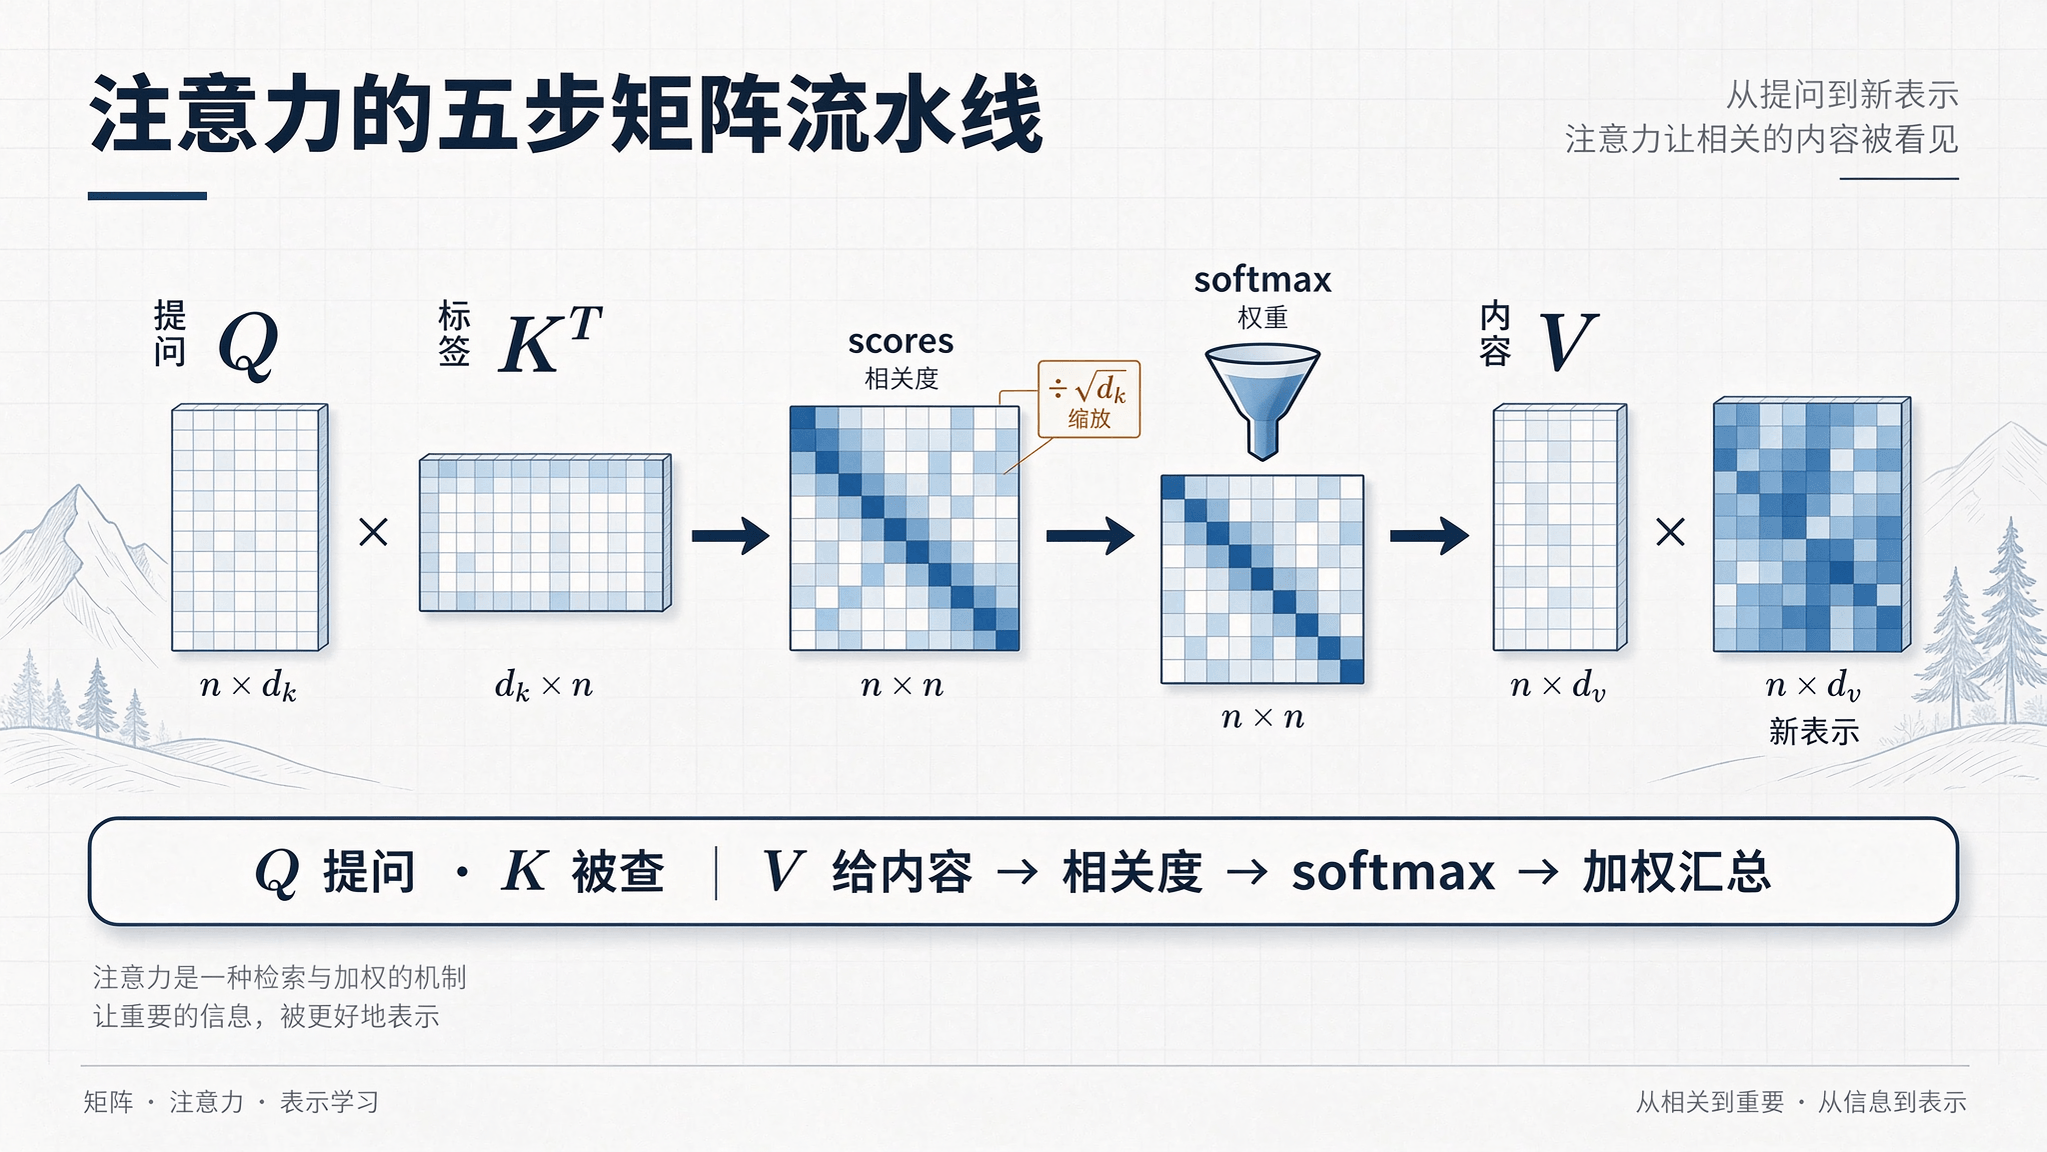 注意力的五步矩阵流水线
从提问到新表示
注意力让相关的内容被看见
提问 Q
标签 K^T
scores
相关度
÷ √d_k
缩放
softmax
权重
内容 V
×
×
n × d_k
d_k × n
n × n
n × n
n × d_v
n × d_v
新表示
Q 提问 · K 被查 | V 给内容 → 相关度 → softmax → 加权汇总
注意力是一种检索与加权的机制
让重要的信息，被更好地表示
矩阵 · 注意力 · 表示学习
从相关到重要 · 从信息到表示